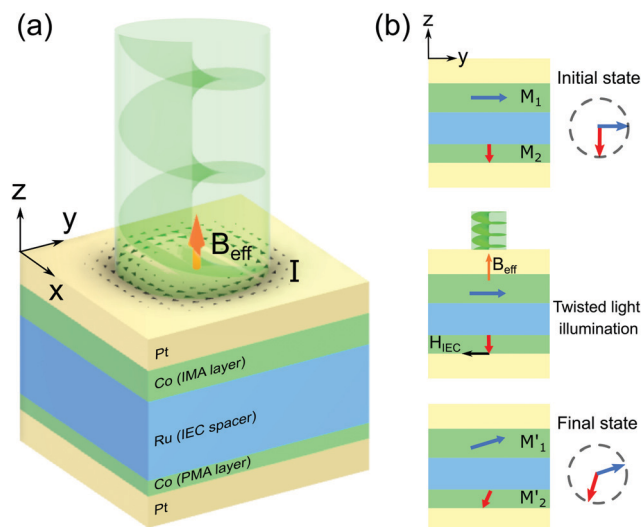 (a)
z
y
x
B_eff
I
Pt
Co (IMA layer)
Ru (IEC spacer)
Co (PMA layer)
Pt
(b)
z
y
Initial state
M_1
M_2
B_eff
Twisted light
illumination
H_IEC
Final state
M'_1
M'_2